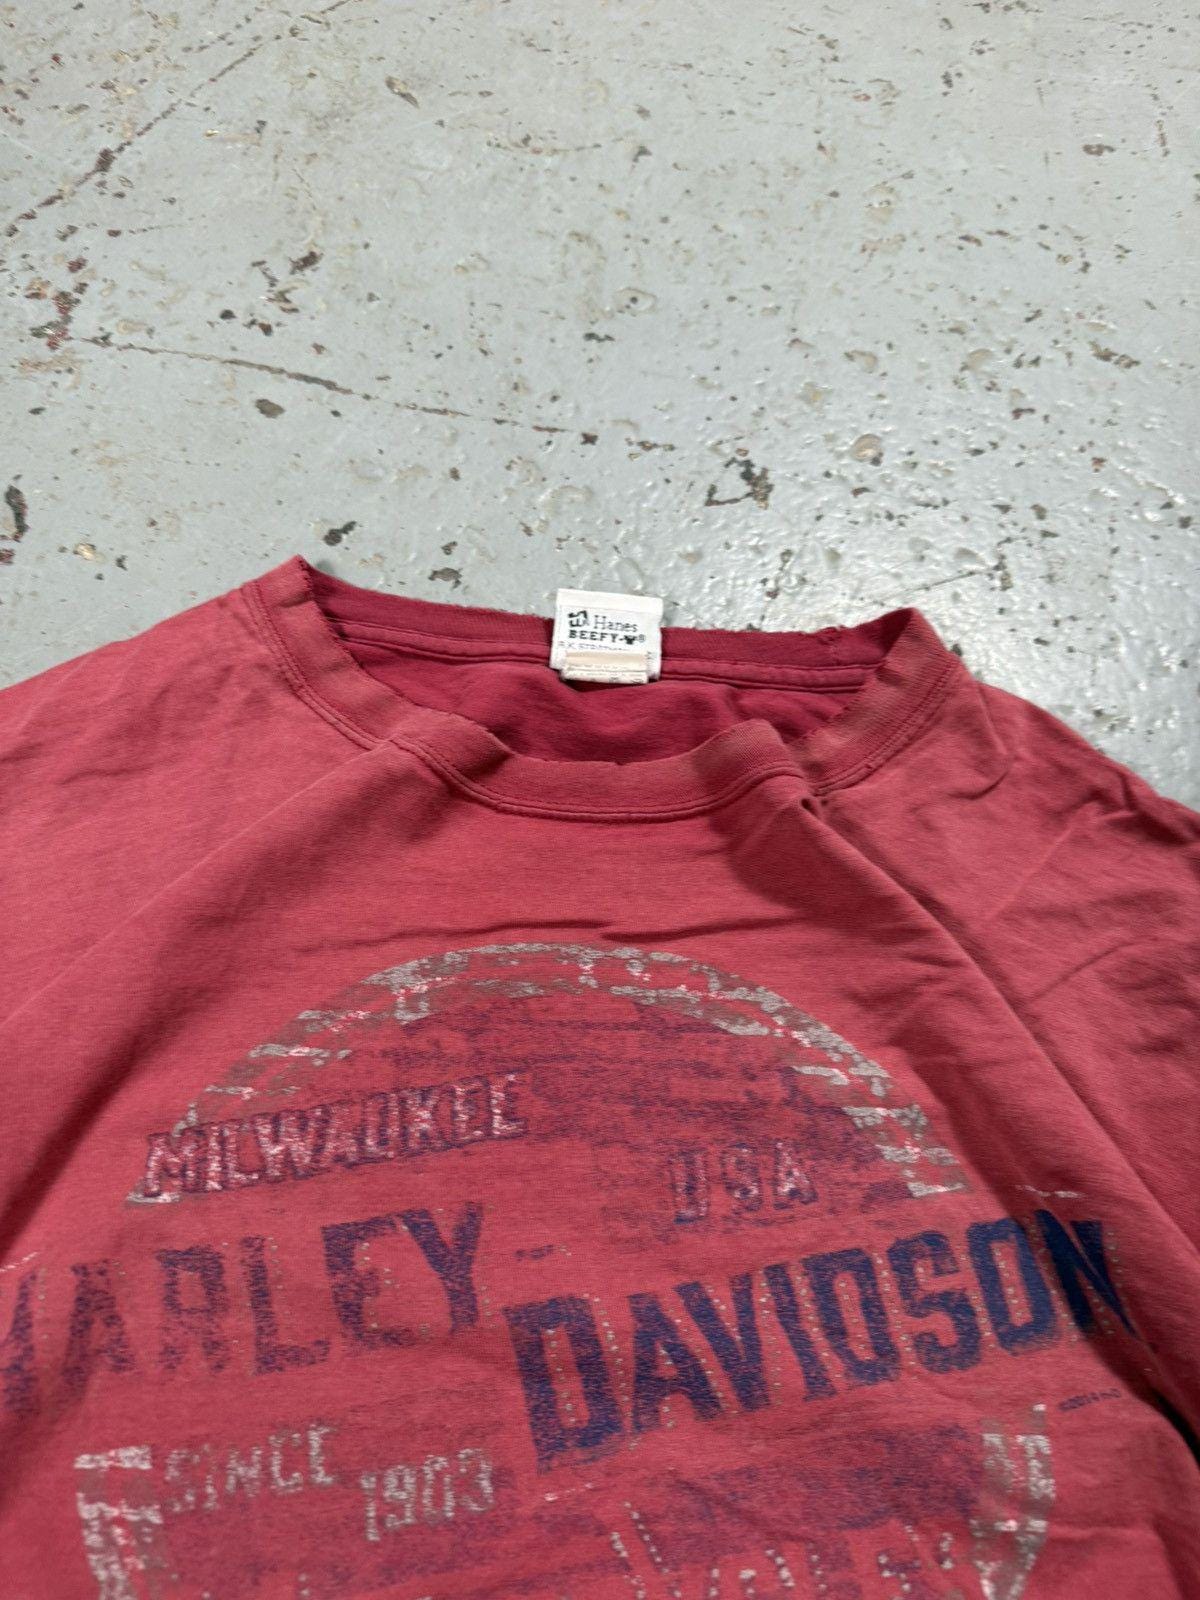 Hanes
BEEFY-T®
MILWAUKEE
USA
HARLEY-
DAVIDSON
SINCE
1903